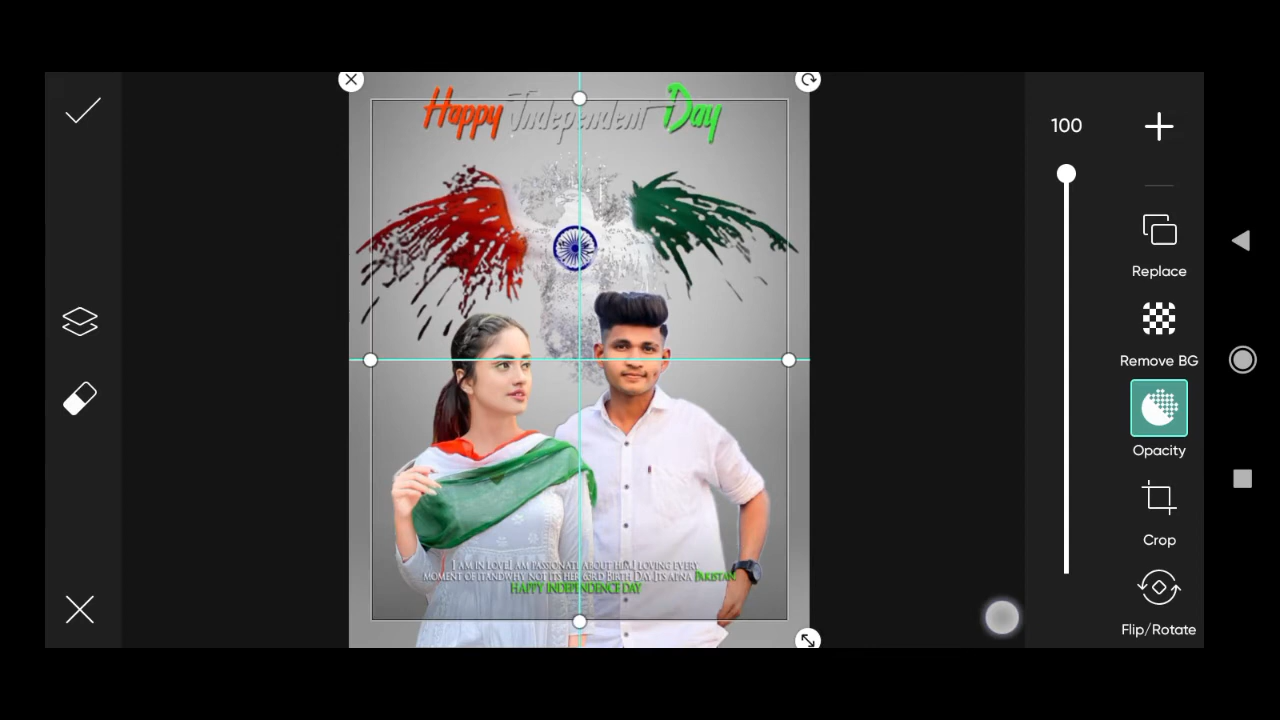 Happy Independent Day
100
Replace
Remove BG
Opacity
Crop
Flip/Rotate
I AM IN LOVE,I AM PASSIONATE ABOUT HIM,I LOVING EVERY
MOMENT OF IT.AND WHY NOT ITS HER 63RD BIRTH DAY. ITS APNA PAKISTAN.
HAPPY INDEPENDENCE DAY